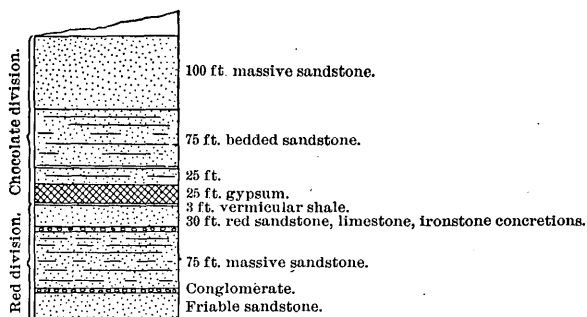 Chocolate division.
Red division.
100 ft. massive sandstone.
75 ft. bedded sandstone.
25 ft.
25 ft. gypsum.
3 ft. vermicular shale.
30 ft. red sandstone, limestone, ironstone concretions.
75 ft. massive sandstone.
Conglomerate.
Friable sandstone.